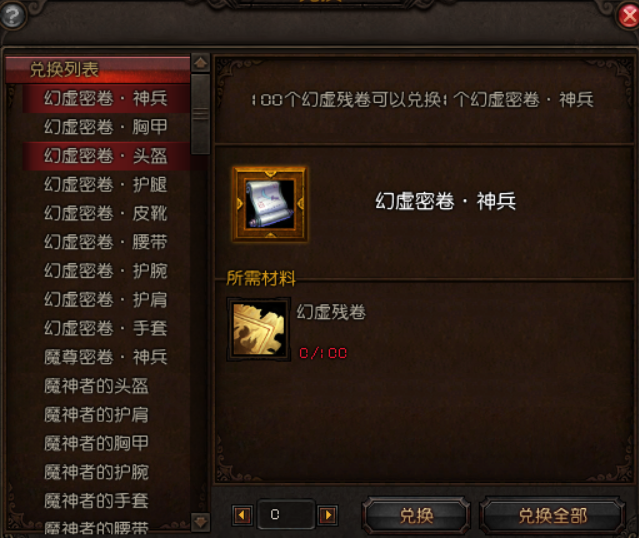 ?
兑换列表
幻虚密卷·神兵
幻虚密卷·胸甲
幻虚密卷·头盔
幻虚密卷·护腿
幻虚密卷·皮靴
幻虚密卷·腰带
幻虚密卷·护腕
幻虚密卷·护肩
幻虚密卷·手套
魔尊密卷·神兵
魔神者的头盔
魔神者的护肩
魔神者的胸甲
魔神者的护腕
魔神者的手套
魔神者的腰带
100个幻虚残卷可以兑换1个幻虚密卷·神兵
幻虚密卷·神兵
所需材料
幻虚残卷
0/100
0
兑换
兑换全部